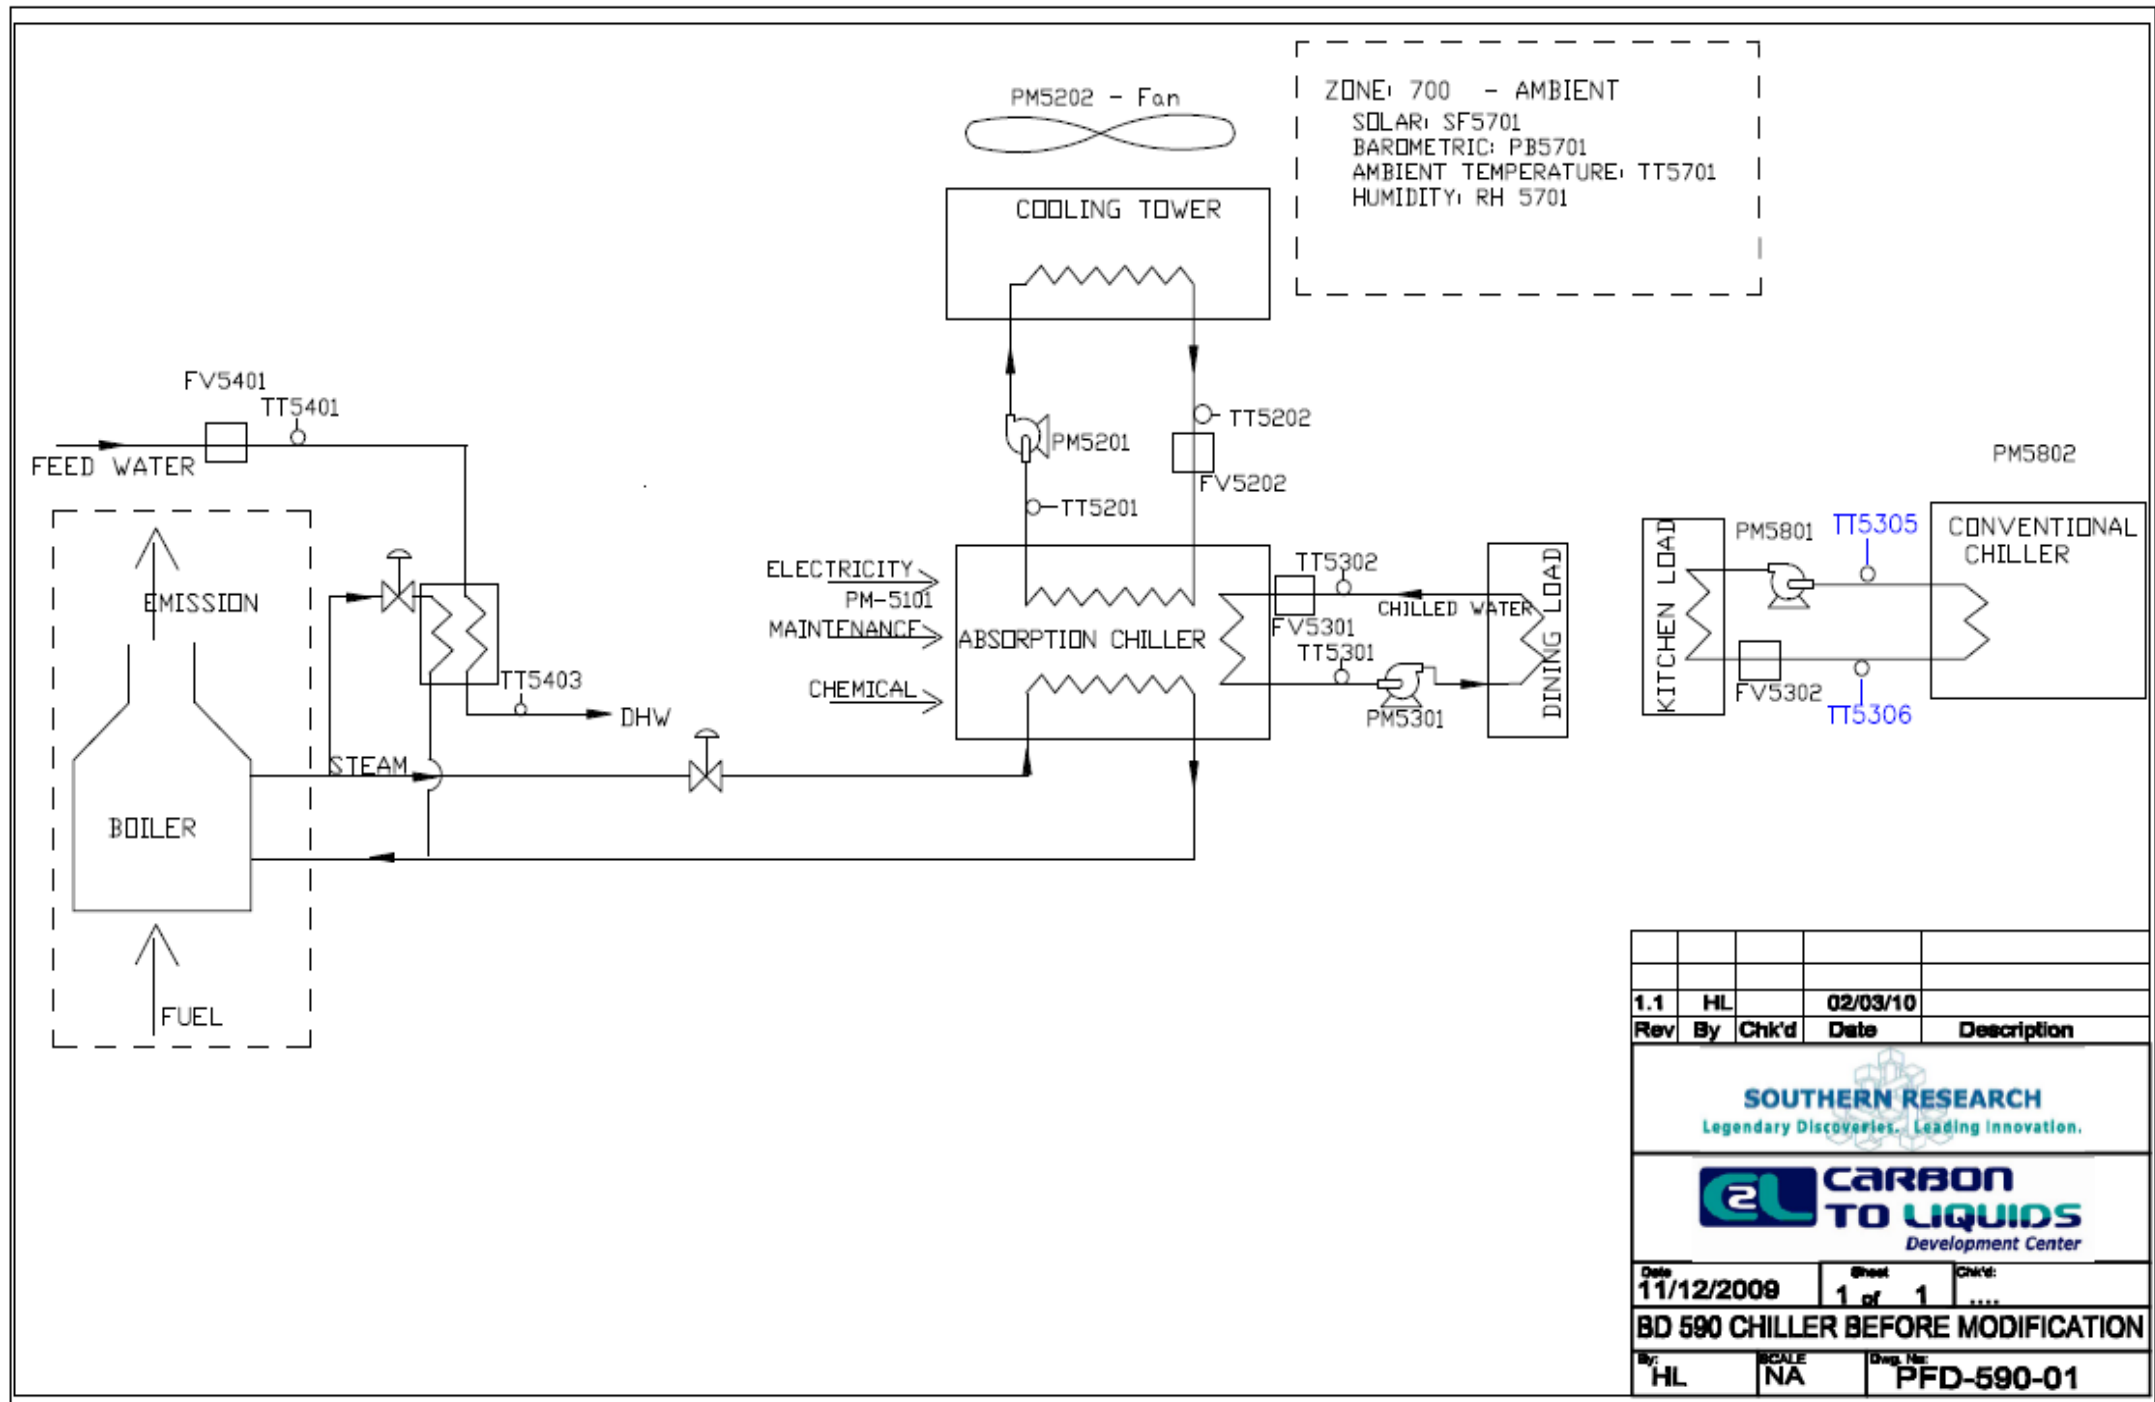 PM5202 - Fan
ZONE: 700 - AMBIENT
SOLAR: SF5701
BAROMETRIC: PB5701
AMBIENT TEMPERATURE: TT5701
HUMIDITY: RH 5701
COOLING TOWER
FV5401
TT5401
FEED WATER
TT5202
PM5201
FV5202
TT5201
PM5802
EMISSION
ELECTRICITY
PM-5101
MAINTENANCE
CHEMICAL
ABSORPTION CHILLER
TT5302
CHILLED WATER
FV5301
TT5301
PM5301
DINING LOAD
KITCHEN LOAD
PM5801
TT5305
CONVENTIONAL
CHILLER
FV5302
TT5306
TT5403
DHW
STEAM
BOILER
FUEL
1.1 HL 02/03/10
Rev By Chk'd Date Description
SOUTHERN RESEARCH
Legendary Discoveries. Leading Innovation.
C2L CARBON
TO LIQUIDS
Development Center
Date Sheet Chk'd:
11/12/2009 1 of 1 ....
BD 590 CHILLER BEFORE MODIFICATION
By: SCALE Dwg. No:
HL NA PFD-590-01